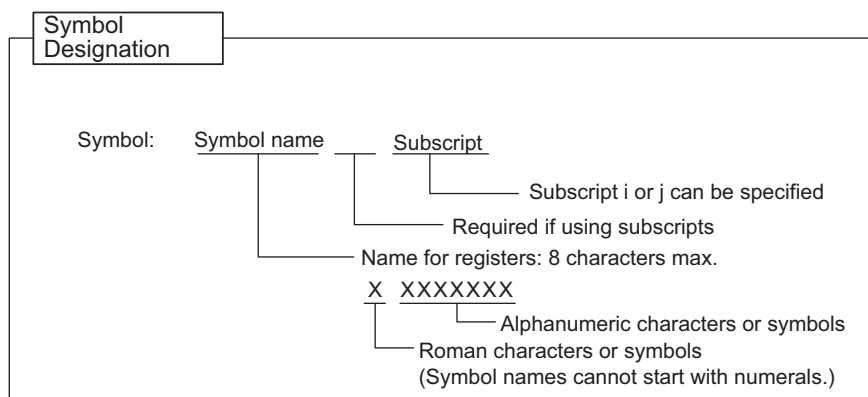 Symbol
Designation
Symbol: Symbol name Subscript
Subscript i or j can be specified
Required if using subscripts
Name for registers: 8 characters max.
X XXXXXXX
Alphanumeric characters or symbols
Roman characters or symbols
(Symbol names cannot start with numerals.)